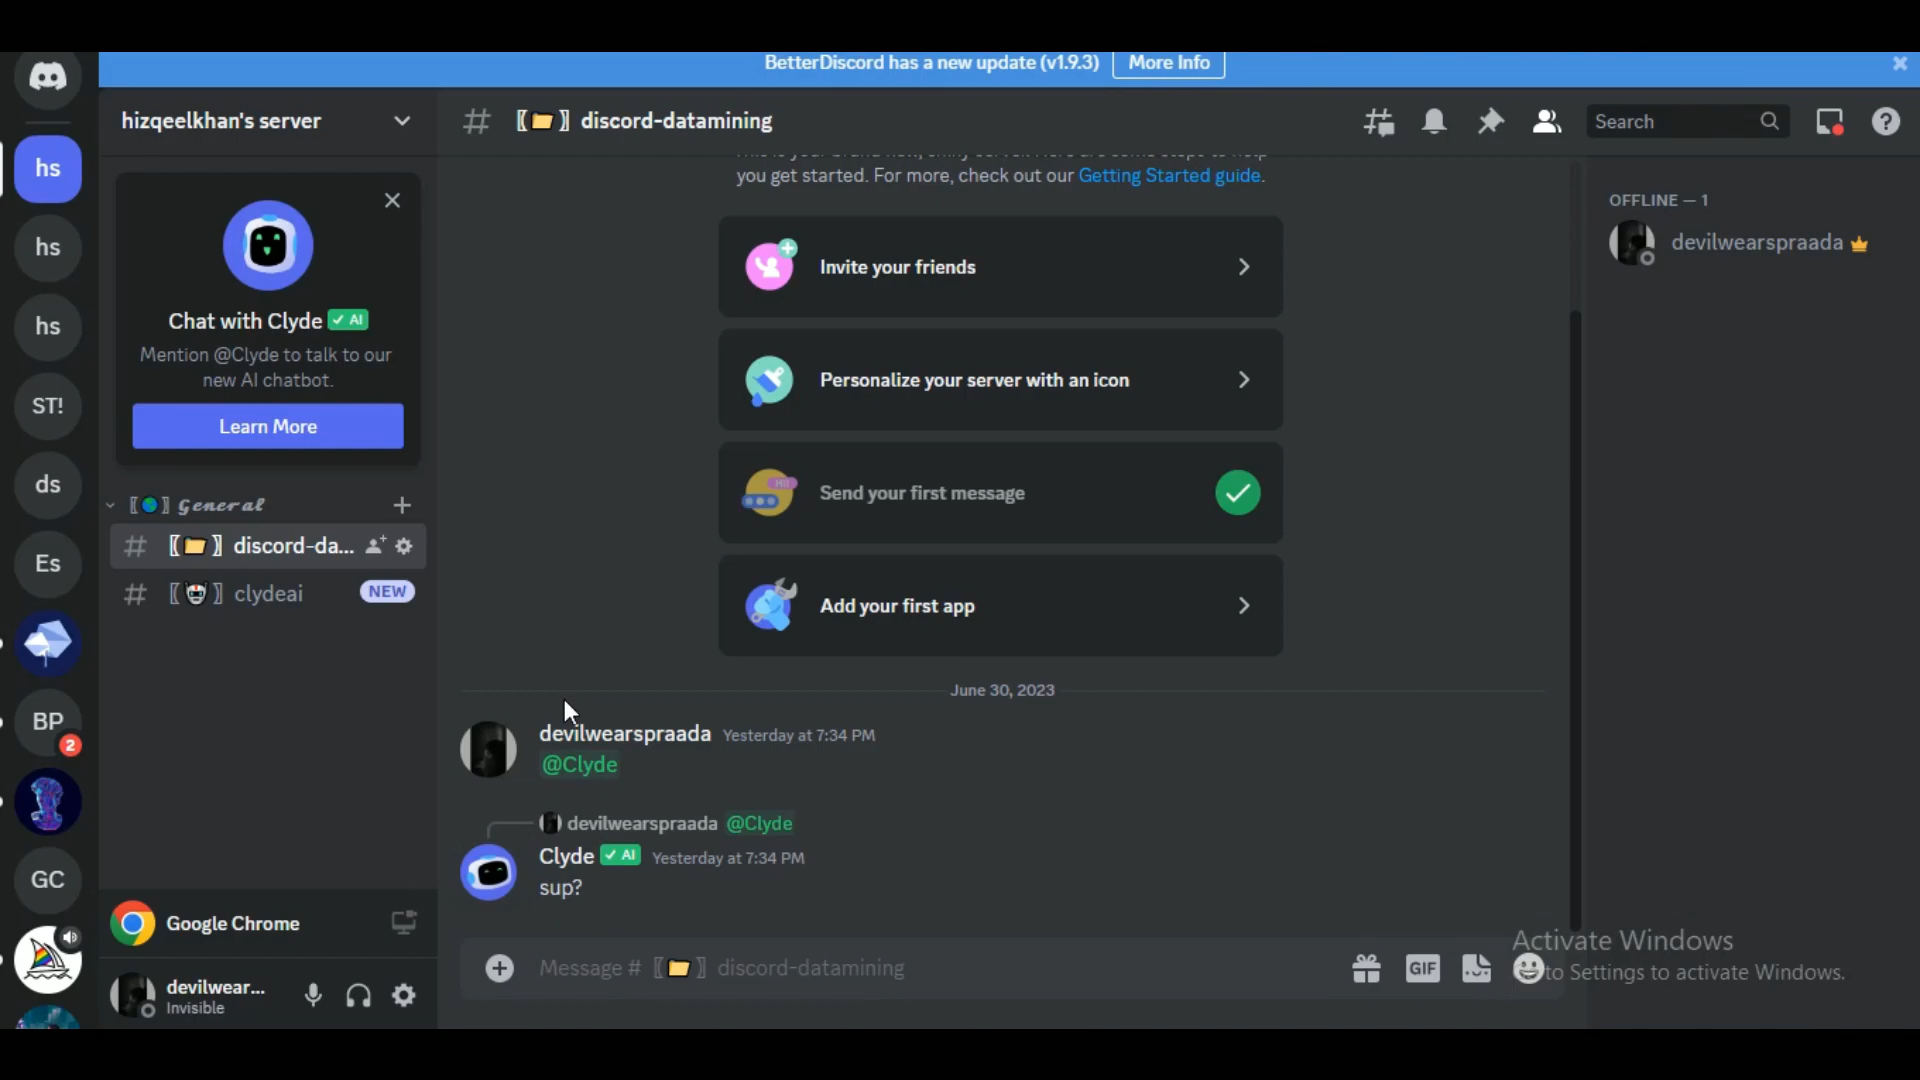 BetterDiscord has a new update (v1.9.3) More Info
hizqeelkhan's server
〚📁〛 discord-datamining
Search
hs
hs
hs
ST!
ds
Es
BP
2
GC
Chat with Clyde ✓ AI
Mention @Clyde to talk to our
new AI chatbot.
Learn More
〚🌎〛 General
# 〚📁〛 discord-da...
# 〚🤖〛 clydeai NEW
Google Chrome
devilwear...
Invisible
you get started. For more, check out our Getting Started guide.
Invite your friends
Personalize your server with an icon
Hi!
Send your first message
Add your first app
June 30, 2023
devilwearspraada Yesterday at 7:34 PM
@Clyde
devilwearspraada @Clyde
Clyde ✓ AI Yesterday at 7:34 PM
sup?
Message # 〚📁〛 discord-datamining
GIF
OFFLINE — 1
devilwearspraada
Activate Windows
to Settings to activate Windows.